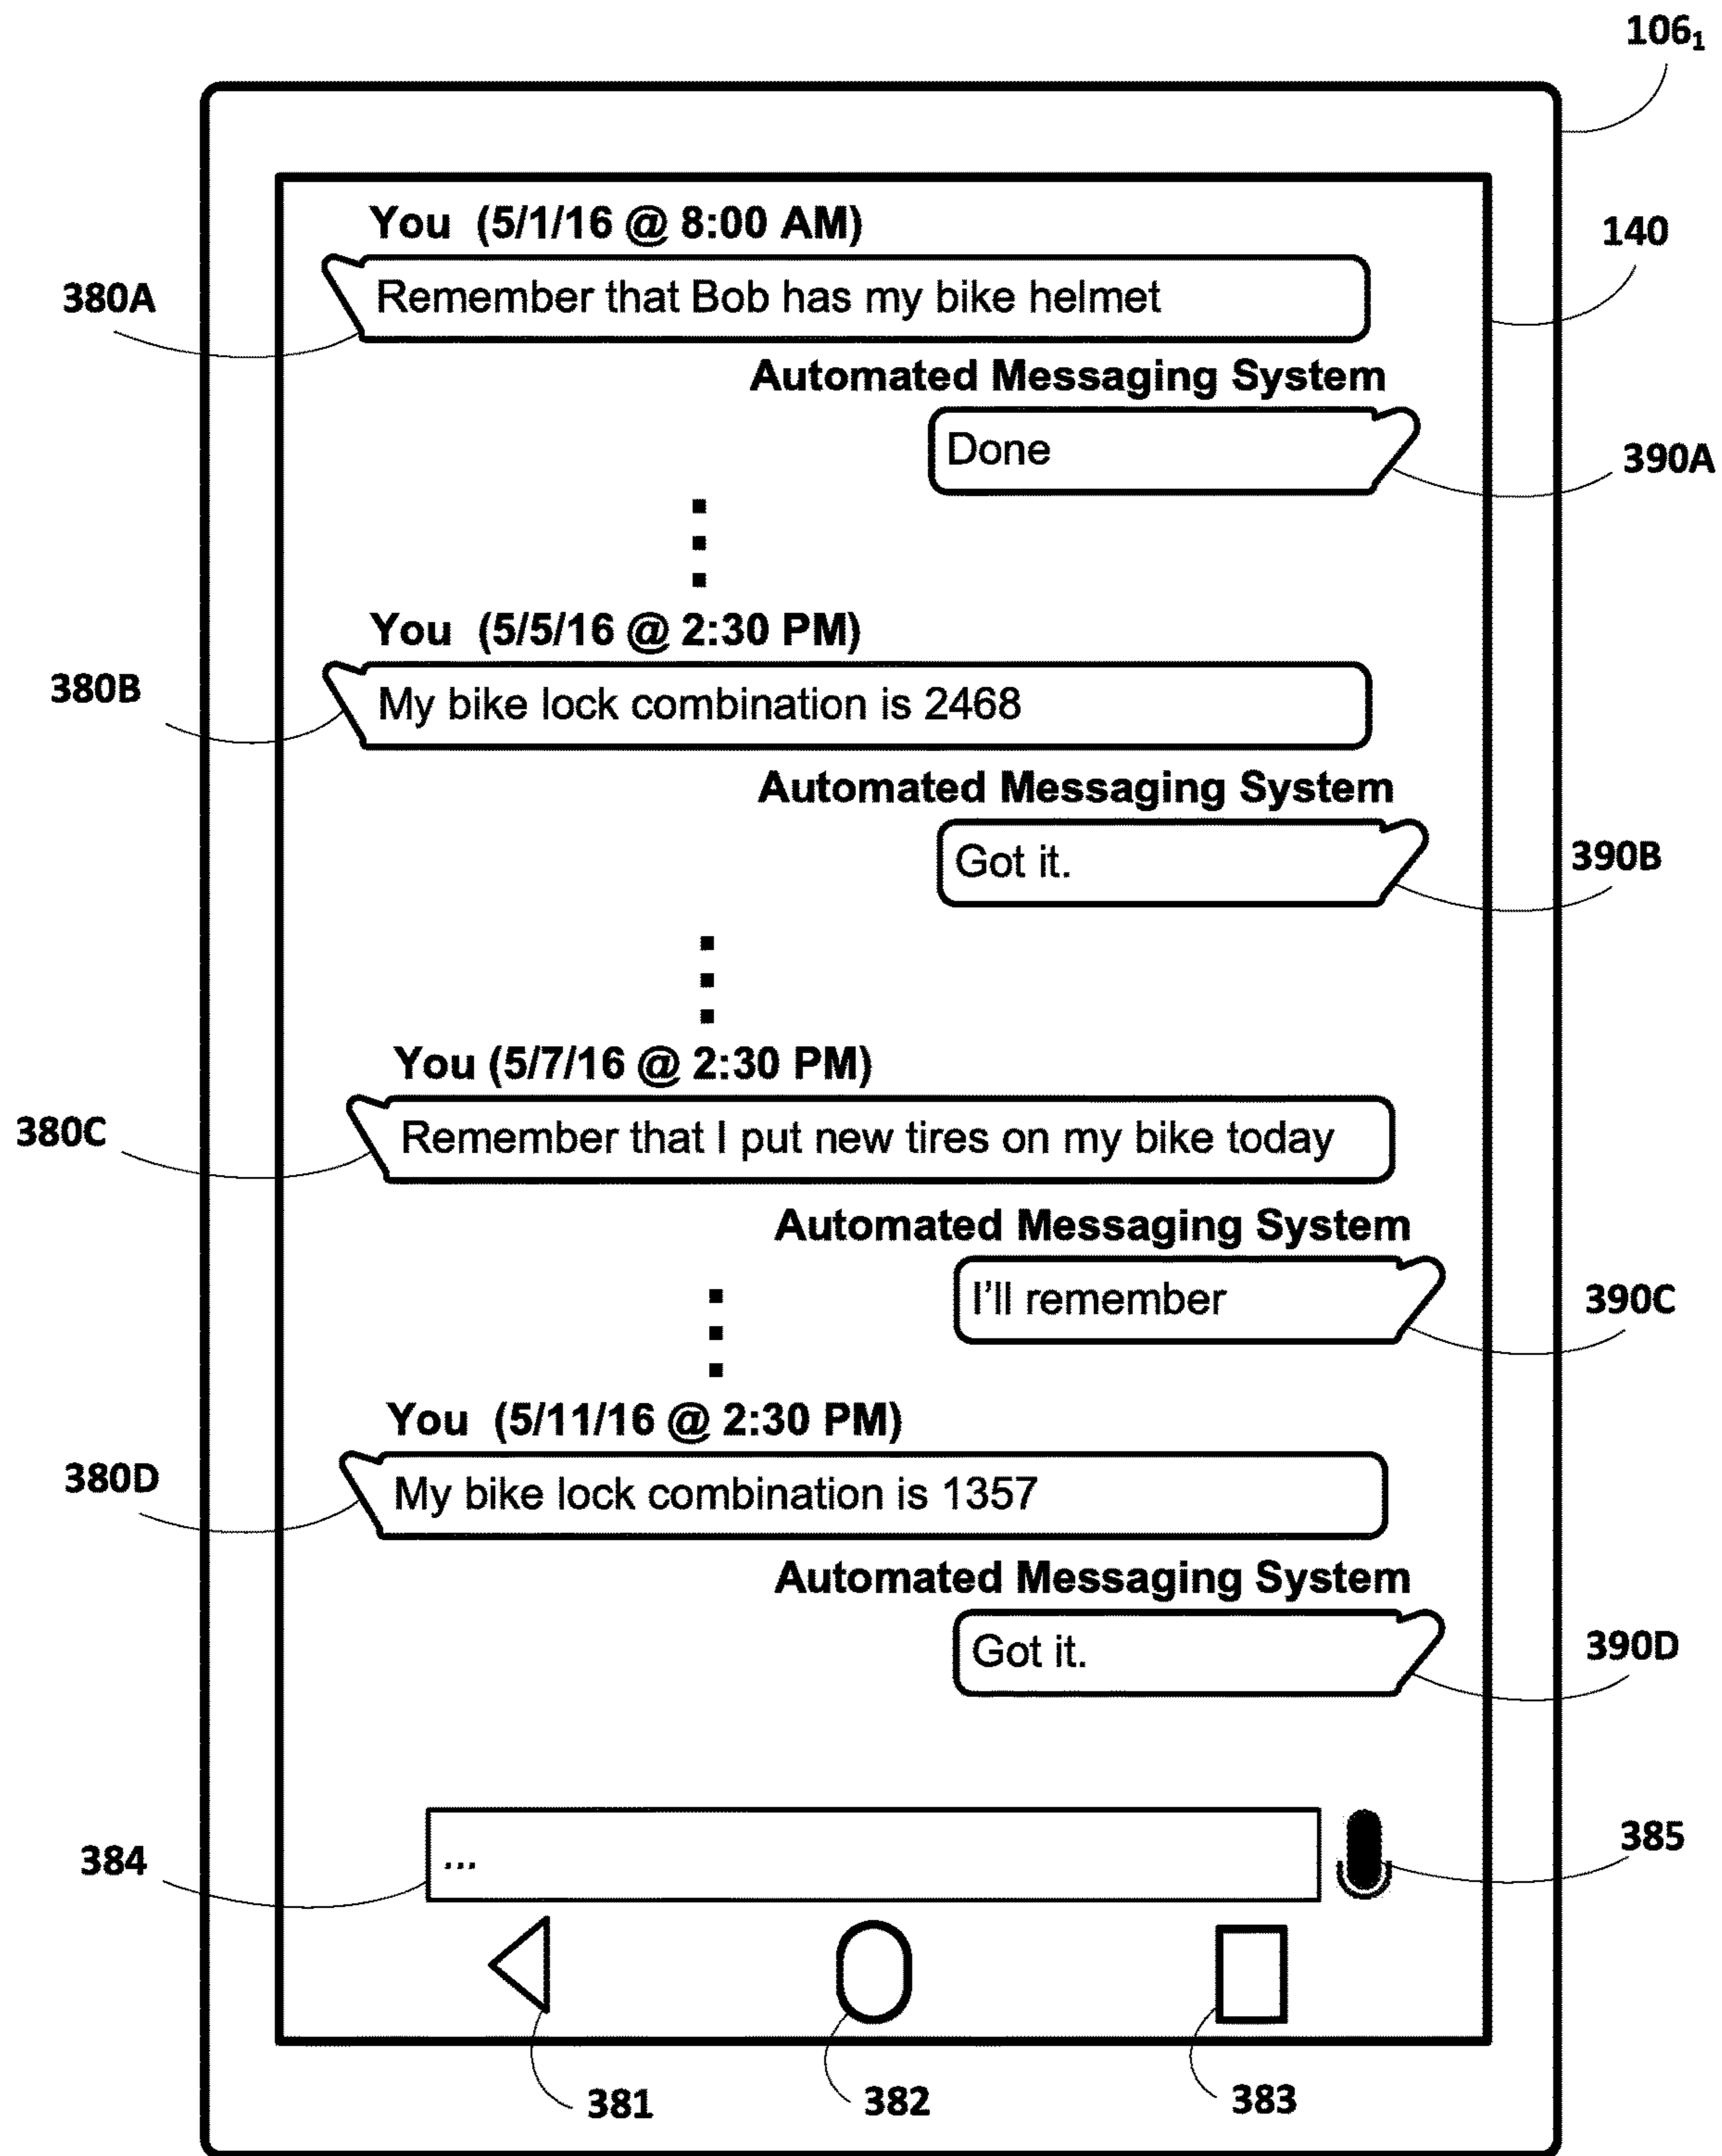 106₁
You (5/1/16 @ 8:00 AM)
140
380A
Remember that Bob has my bike helmet
Automated Messaging System
Done
390A
You (5/5/16 @ 2:30 PM)
380B
My bike lock combination is 2468
Automated Messaging System
Got it.
390B
You (5/7/16 @ 2:30 PM)
380C
Remember that I put new tires on my bike today
Automated Messaging System
I'll remember
390C
You (5/11/16 @ 2:30 PM)
380D
My bike lock combination is 1357
Automated Messaging System
Got it.
390D
384
...
385
381
382
383